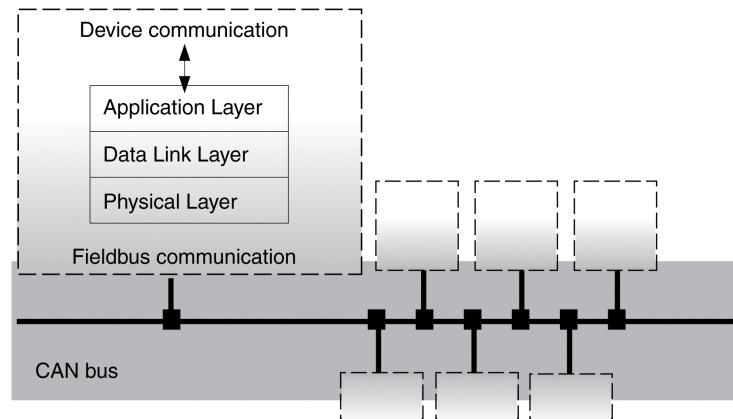 Device communication
Application Layer
Data Link Layer
Physical Layer
Fieldbus communication
CAN bus